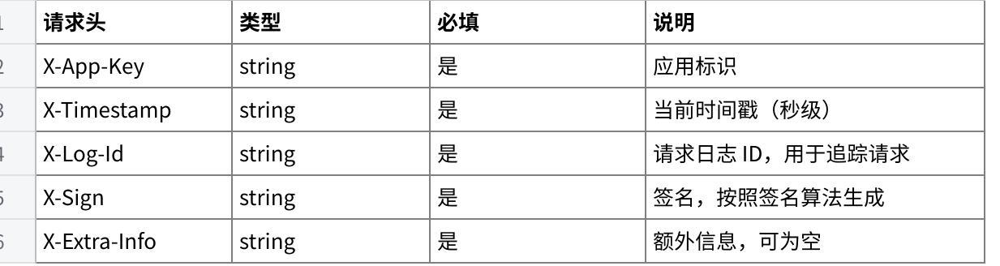 1 请求头 类型 必填 说明
2 X-App-Key string 是 应用标识
3 X-Timestamp string 是 当前时间戳（秒级）
4 X-Log-Id string 是 请求日志 ID，用于追踪请求
5 X-Sign string 是 签名，按照签名算法生成
6 X-Extra-Info string 是 额外信息，可为空